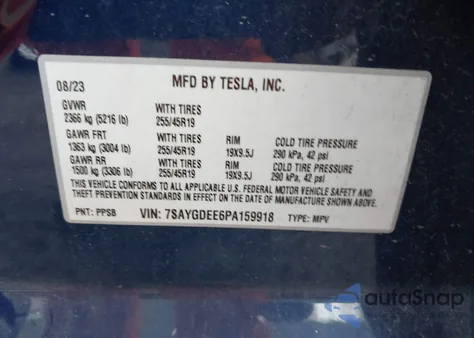 08/23 MFD BY TESLA, INC.
GVWR WITH TIRES
2366 kg (5216 lb) 255/45R19
GAWR FRT WITH TIRES RIM COLD TIRE PRESSURE
1363 kg (3004 lb) 255/45R19 19X9.5J 290 kPa, 42 psi
GAWR RR WITH TIRES RIM COLD TIRE PRESSURE
1500 kg (3306 lb) 255/45R19 19X9.5J 290 kPa, 42 psi
THIS VEHICLE CONFORMS TO ALL APPLICABLE U.S. FEDERAL MOTOR VEHICLE SAFETY AND
THEFT PREVENTION STANDARDS IN EFFECT ON THE DATE OF MANUFACTURE SHOWN ABOVE.
PNT: PPSB VIN: 7SAYGDEE6PA159918 TYPE: MPV
autoSnap